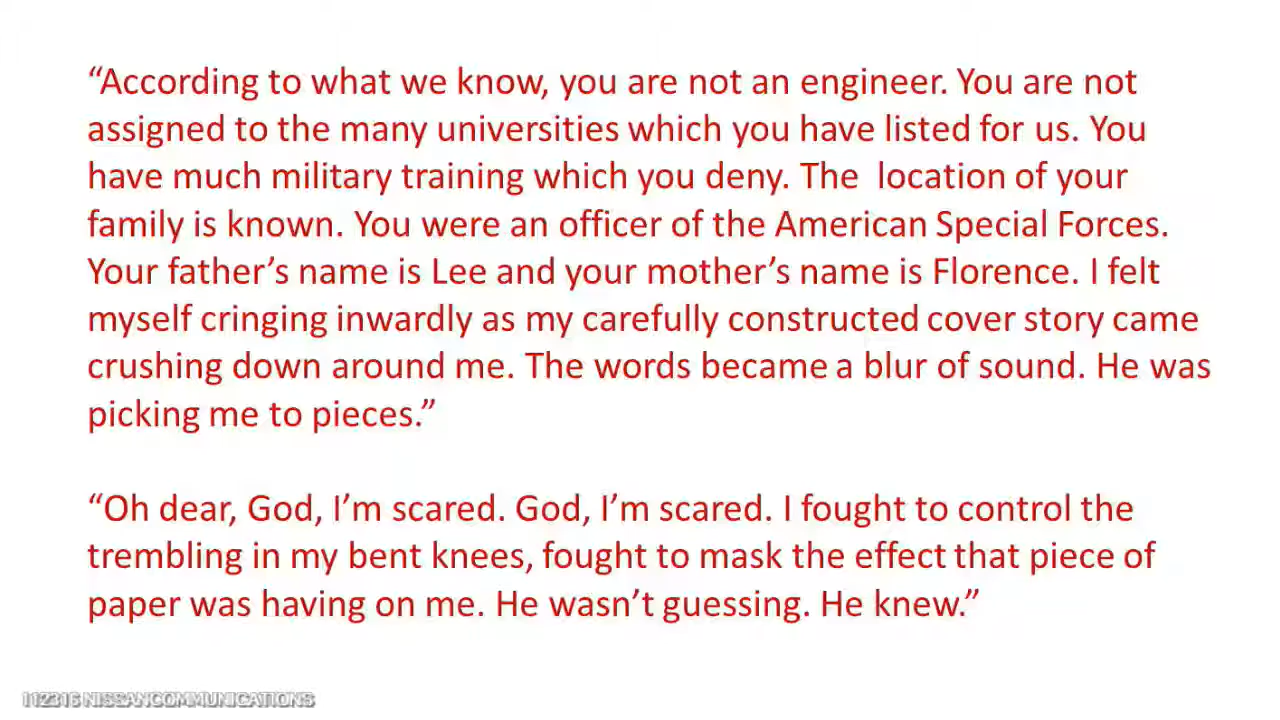 “According to what we know, you are not an engineer. You are not
assigned to the many universities which you have listed for us. You
have much military training which you deny. The  location of your
family is known. You were an officer of the American Special Forces.
Your father’s name is Lee and your mother’s name is Florence. I felt
myself cringing inwardly as my carefully constructed cover story came
crushing down around me. The words became a blur of sound. He was
picking me to pieces.”
“Oh dear, God, I’m scared. God, I’m scared. I fought to control the
trembling in my bent knees, fought to mask the effect that piece of
paper was having on me. He wasn’t guessing. He knew.”
112316 NISSANCOMMUNICATIONS